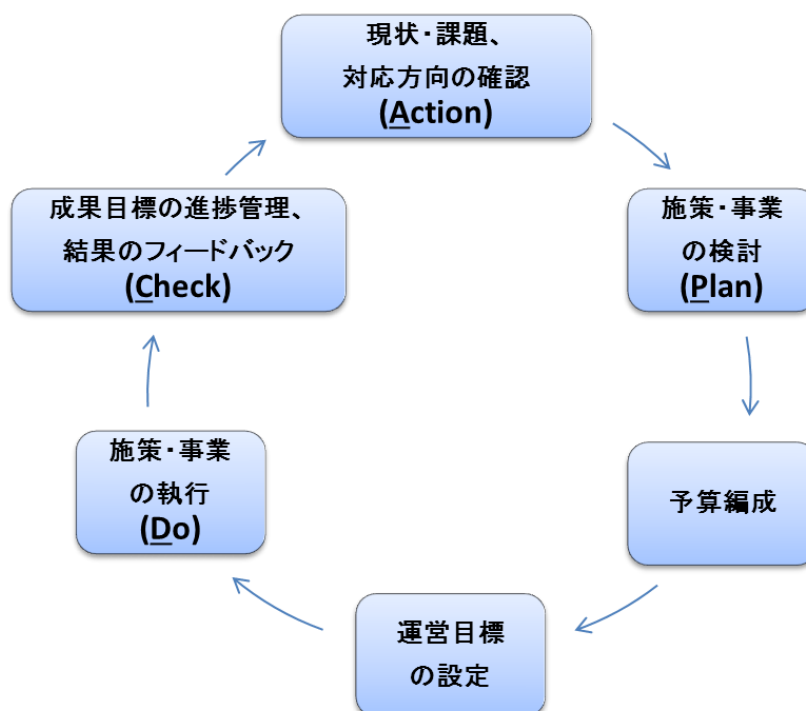 現状・課題、
対応方向の確認
(Action)
施策・事業
の検討
(Plan)
予算編成
運営目標
の設定
施策・事業
の執行
(Do)
成果目標の進捗管理、
結果のフィードバック
(Check)